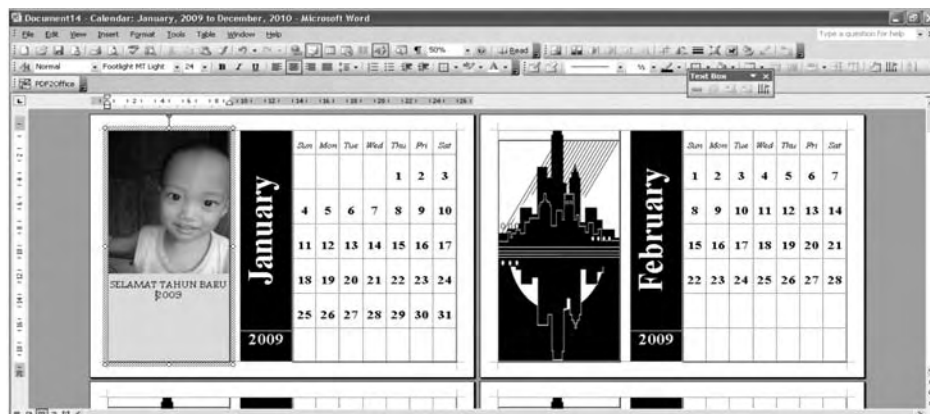 Document14 - Calendar: January, 2009 to December, 2010 - Microsoft Word
File Edit View Insert Format Tools Table Window Help
Type a question for help
50%
Read
Normal
Footlight MT Light
24
B I U
Text Box
PDF2Office
SELAMAT TAHUN BARU
2009
January
2009
Sun Mon Tue Wed Thu Fri Sat
1 2 3
4 5 6 7 8 9 10
11 12 13 14 15 16 17
18 19 20 21 22 23 24
25 26 27 28 29 30 31
February
2009
Sun Mon Tue Wed Thu Fri Sat
1 2 3 4 5 6 7
8 9 10 11 12 13 14
15 16 17 18 19 20 21
22 23 24 25 26 27 28